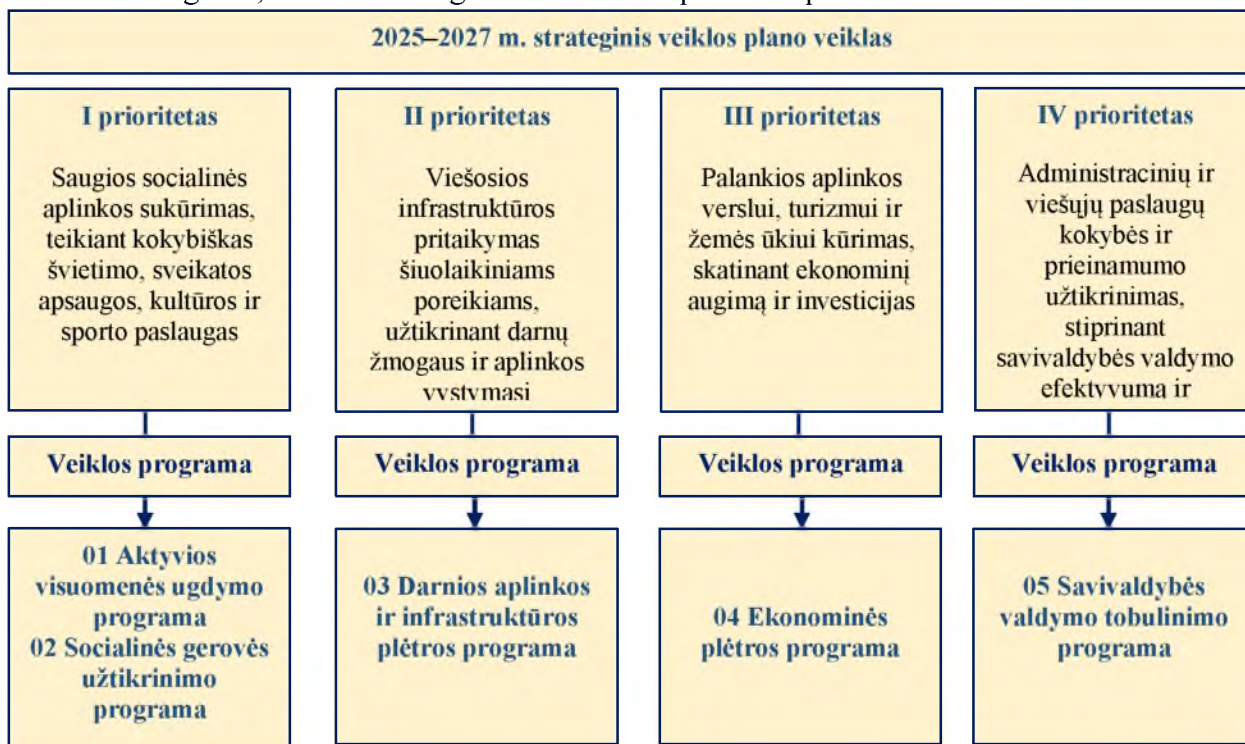 2025–2027 m. strateginis veiklos plano veiklas
I prioritetas
Saugios socialinės
aplinkos sukūrimas,
teikiant kokybiškas
švietimo, sveikatos
apsaugos, kultūros ir
sporto paslaugas
II prioritetas
Viešosios
infrastruktūros
pritaikymas
šiuolaikiniams
poreikiams,
užtikrinant darnų
žmogaus ir aplinkos
vystymąsi
III prioritetas
Palankios aplinkos
verslui, turizmui ir
žemės ūkiui kūrimas,
skatinant ekonominį
augimą ir investicijas
IV prioritetas
Administracinių ir
viešųjų paslaugų
kokybės ir
prieinamumo
užtikrinimas,
stiprinant
savivaldybės valdymo
efektyvumą ir
Veiklos programa
Veiklos programa
Veiklos programa
Veiklos programa
01 Aktyvios
visuomenės ugdymo
programa
02 Socialinės gerovės
užtikrinimo
programa
03 Darnios aplinkos
ir infrastruktūros
plėtros programa
04 Ekonominės
plėtros programa
05 Savivaldybės
valdymo tobulinimo
programa